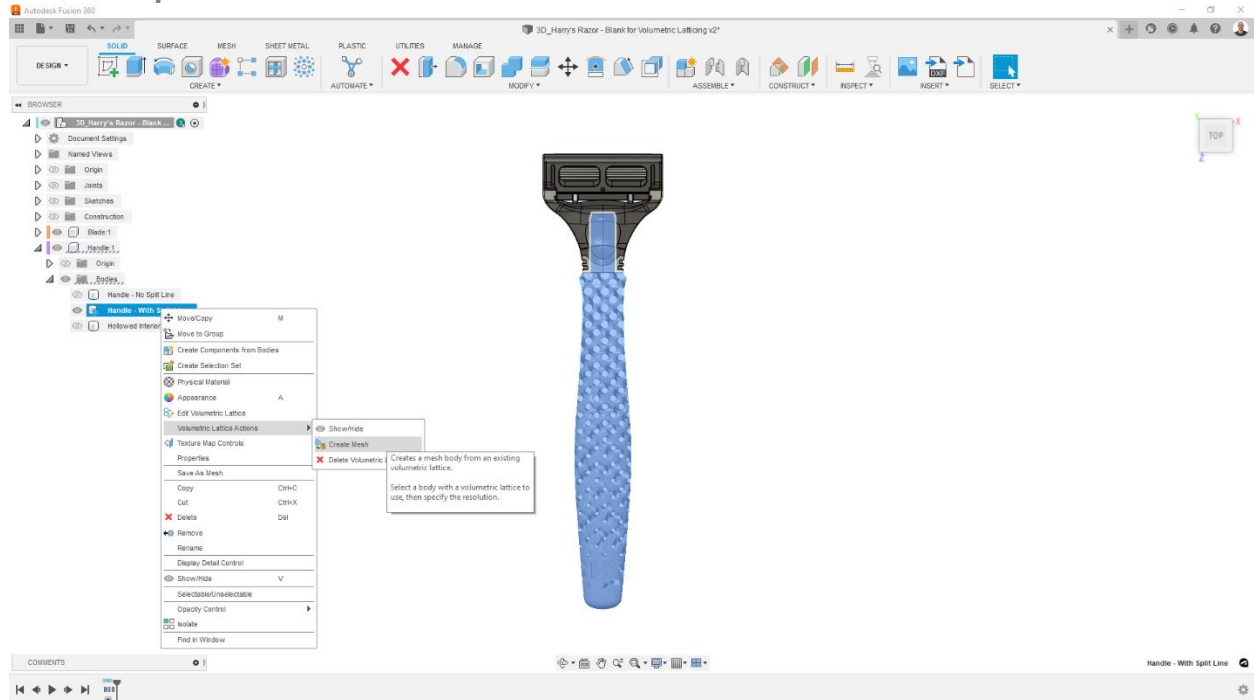 Autodesk Fusion 360
3D_Harry's Razor - Blank for Volumetric Latticing v2*
SOLID SURFACE MESH SHEET METAL PLASTIC UTILITIES MANAGE
DESIGN
CREATE AUTOMATE MODIFY ASSEMBLE CONSTRUCT INSPECT INSERT SELECT
DXF
BROWSER
3D_Harry's Razor - Blank ...
Document Settings
Named Views
Origin
Joints
Sketches
Construction
Blade:1
Handle:1
Origin
Bodies
Handle - No Split Line
Handle - With S
Hollowed Interior
Move/Copy M
Move to Group
Create Components from Bodies
Create Selection Set
Physical Material
Appearance A
Edit Volumetric Lattice
Volumetric Lattice Actions
Texture Map Controls
Properties
Save As Mesh
Copy Ctrl+C
Cut Ctrl+X
Delete Del
Remove
Rename
Display Detail Control
Show/Hide V
Selectable/Unselectable
Opacity Control
Isolate
Find in Window
Show/Hide
Create Mesh
Delete Volumetric
Creates a mesh body from an existing
volumetric lattice.
Select a body with a volumetric lattice to
use, then specify the resolution.
TOP
X
Y
Z
COMMENTS
Handle - With Split Line